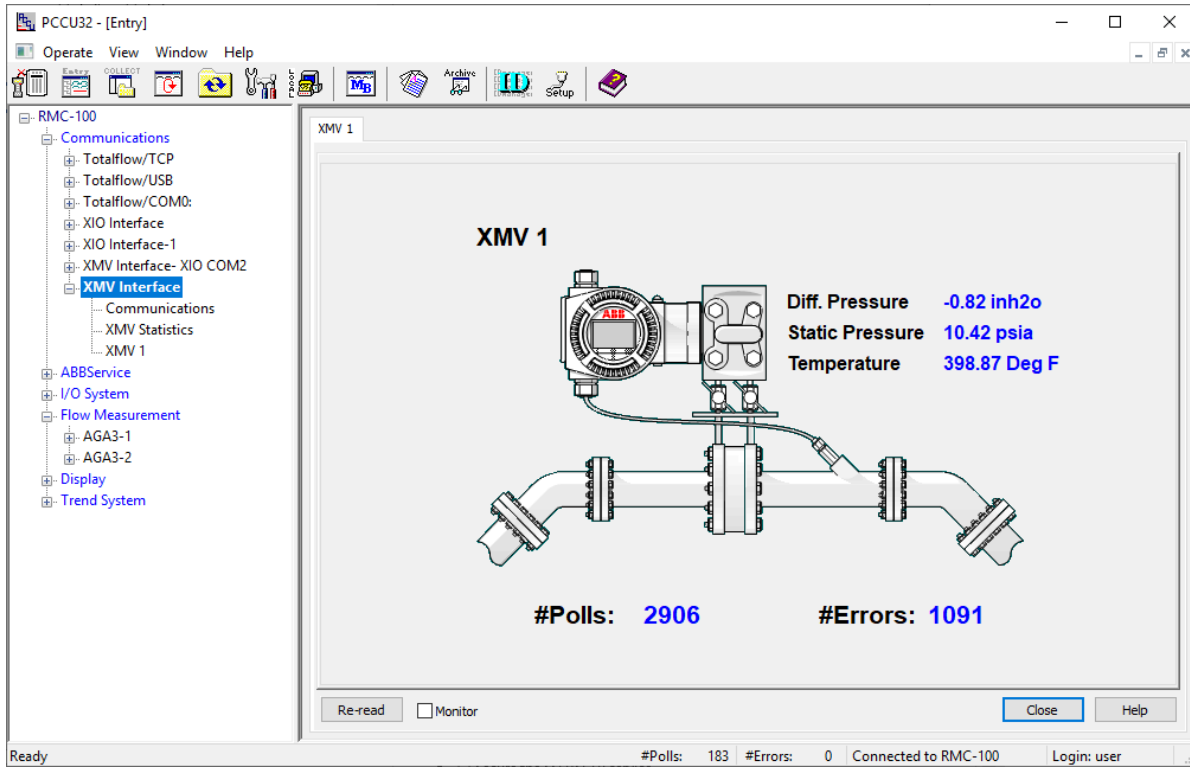 PCCU32 - [Entry]
Operate View Window Help
Entry
COLLECT
MB
Archive
ID
Setup
RMC-100
Communications
Totalflow/TCP
Totalflow/USB
Totalflow/COM0:
XIO Interface
XIO Interface-1
XMV Interface- XIO COM2
XMV Interface
Communications
XMV Statistics
XMV 1
ABBService
I/O System
Flow Measurement
AGA3-1
AGA3-2
Display
Trend System
XMV 1
XMV 1
ABB
Diff. Pressure -0.82 inh2o
Static Pressure 10.42 psia
Temperature 398.87 Deg F
#Polls: 2906 #Errors: 1091
Re-read Monitor Close Help
Ready #Polls: 183 #Errors: 0 Connected to RMC-100 Login: user